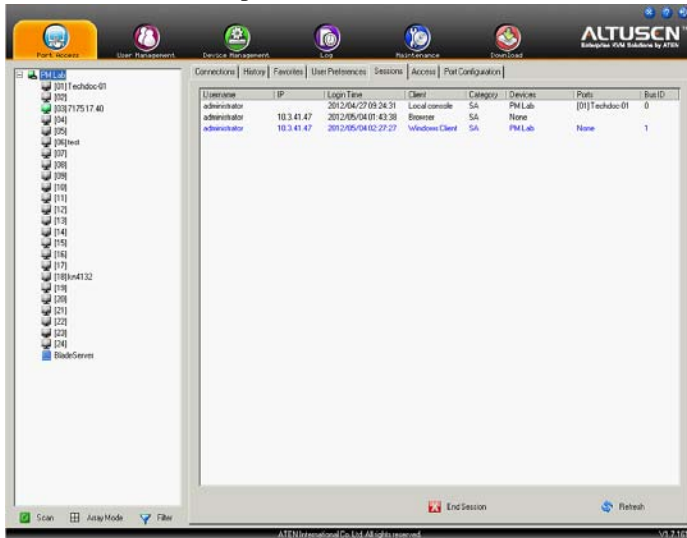 Port Access
User Management
Device Management
Log
Maintenance
Download
ALTUSCN
Enterprise KVM Solutions by ATEN
PM Lab
[01] Techdoc-01
[02]
[03] 717517.40
[04]
[05]
[06] test
[07]
[08]
[09]
[10]
[11]
[12]
[13]
[14]
[15]
[16]
[17]
[18] kn4132
[19]
[20]
[21]
[22]
[23]
[24]
BladeServer
Connections History Favorites User Preferences Sessions Access Port Configuration
Username IP Login Time Client Category Devices Ports Bus ID
administrator 2012/04/27 09:24:31 Local console SA PM Lab [01] Techdoc-01 0
administrator 10.3.41.47 2012/05/04 01:43:38 Browser SA None
administrator 10.3.41.47 2012/05/04 02:27:27 Windows Client SA PM Lab None 1
End Session
Refresh
Scan Array Mode Filter
ATEN International Co. Ltd. All rights reserved.
V1.7.161